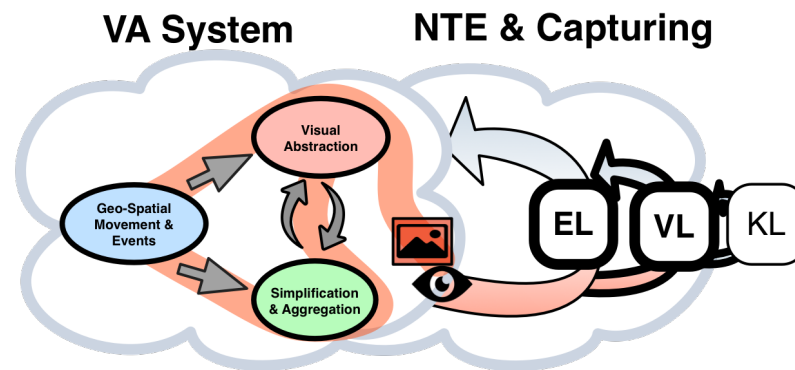 VA System
NTE & Capturing
Visual
Abstraction
Geo-Spatial
Movement &
Events
Simplification
& Aggregation
EL
VL
KL